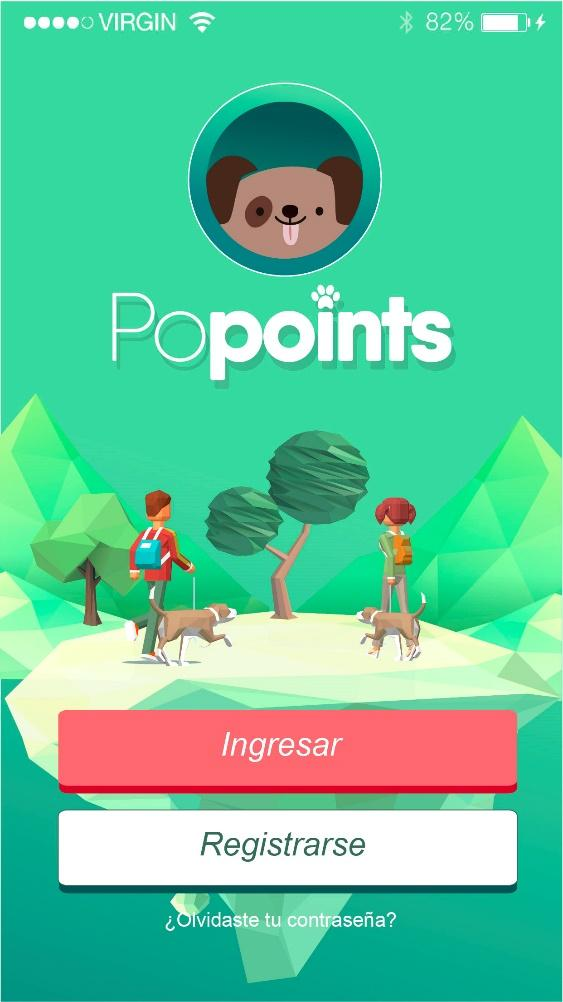 VIRGIN 82%
Popoints
Ingresar
Registrarse
¿Olvidaste tu contraseña?